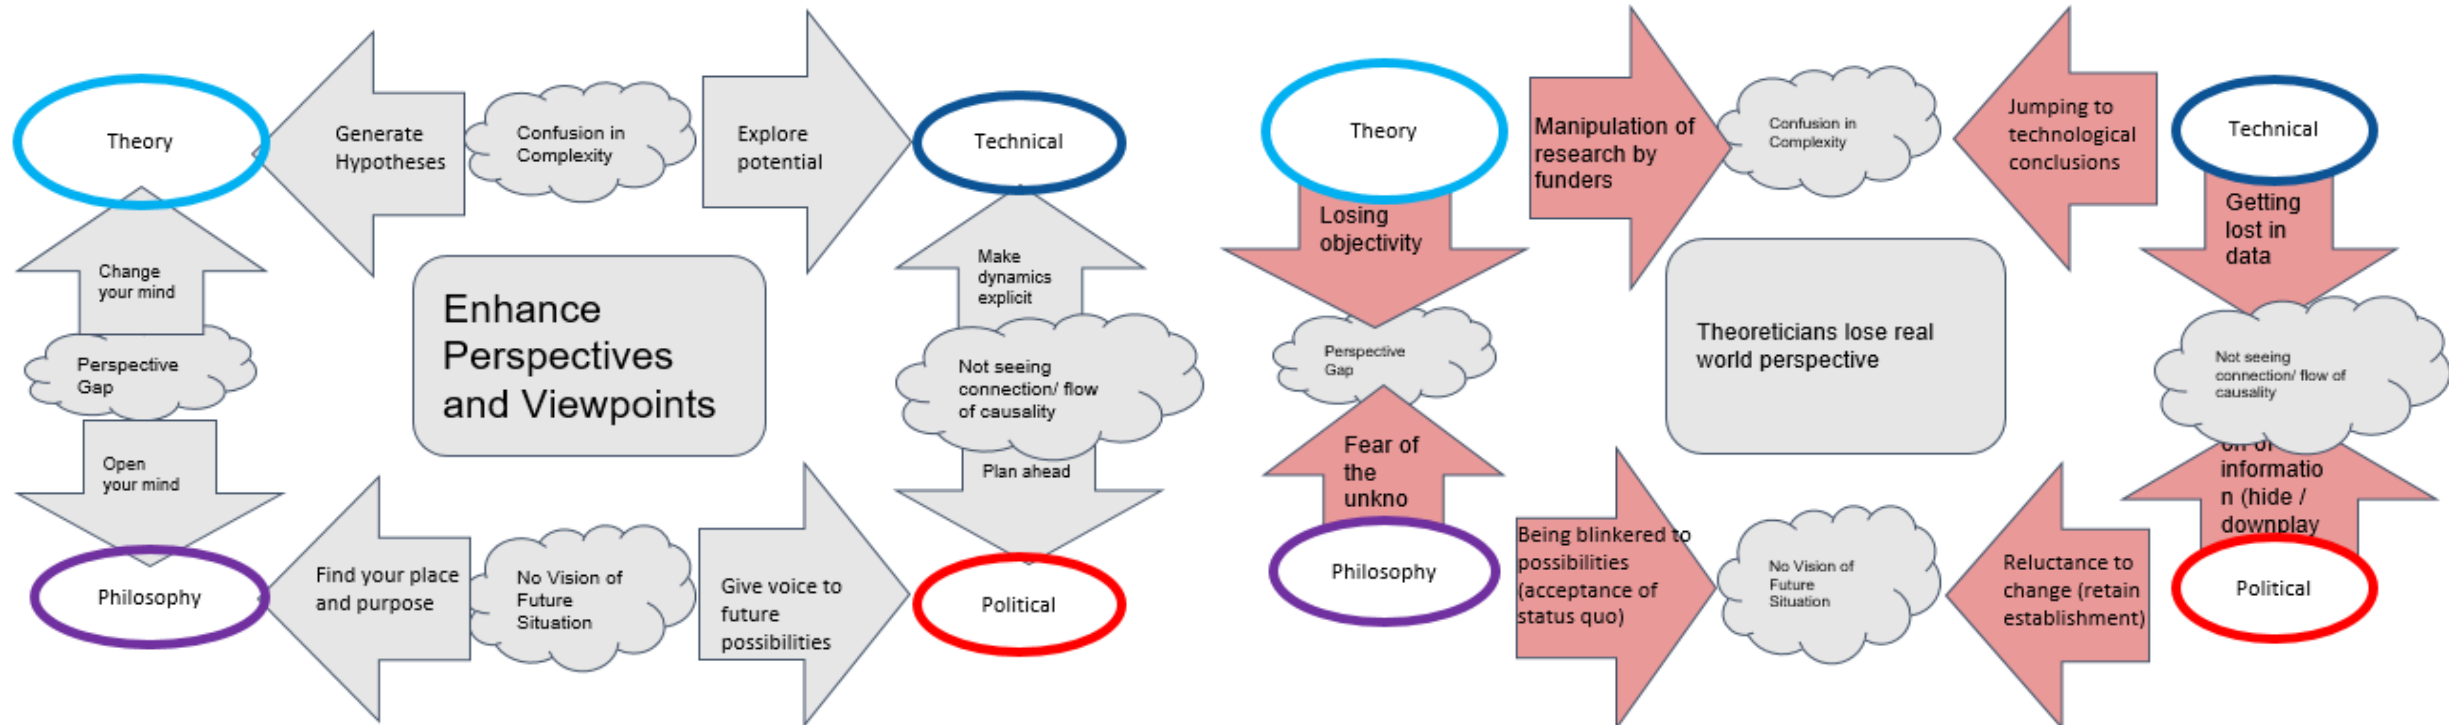 Theory
Generate
Hypotheses
Confusion in
Complexity
Explore
potential
Technical
Change
your mind
Make
dynamics
explicit
Enhance
Perspectives
and Viewpoints
Perspective
Gap
Not seeing
connection/ flow
of causality
Open
your mind
Plan ahead
Philosophy
Find your place
and purpose
No Vision of
Future
Situation
Give voice to
future
possibilities
Political
Theory
Manipulation of
research by
funders
Confusion in
Complexity
Jumping to
technological
conclusions
Technical
Losing
objectivity
Getting
lost in
data
Theoreticians lose real
world perspective
Perspective
Gap
Not seeing
connection/ flow of
causality
Fear of
the
unkno
informatio
n (hide /
downplay
Philosophy
Being blinkered to
possibilities
(acceptance of
status quo)
No Vision of
Future
Situation
Reluctance to
change (retain
establishment)
Political